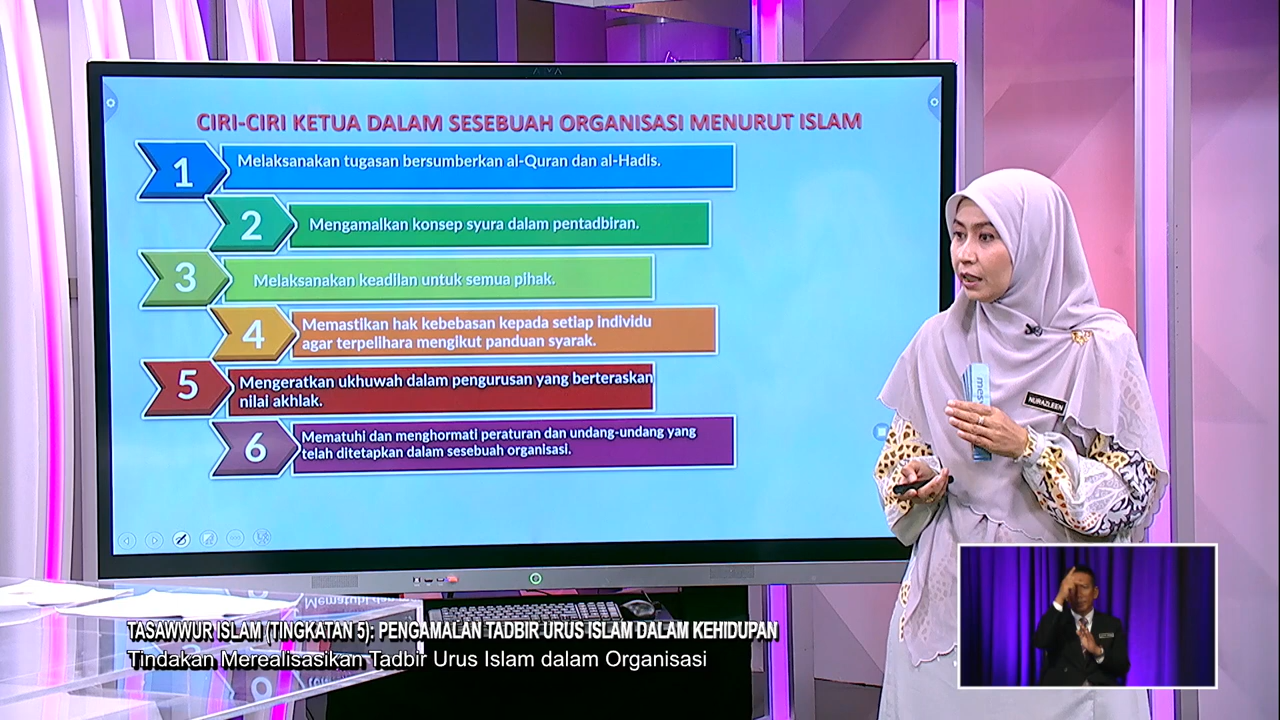 CIRI-CIRI KETUA DALAM SESEBUAH ORGANISASI MENURUT ISLAM
1
Melaksanakan tugasan bersumberkan al-Quran dan al-Hadis.
2
Mengamalkan konsep syura dalam pentadbiran.
3
Melaksanakan keadilan untuk semua pihak.
4
Memastikan hak kebebasan kepada setiap individu
agar terpelihara mengikut panduan syarak.
5
Mengeratkan ukhuwah dalam pengurusan yang berteraskan
nilai akhlak.
6
Mematuhi dan menghormati peraturan dan undang-undang yang
telah ditetapkan dalam sesebuah organisasi.
NURAZLEEN
TASAWWUR ISLAM (TINGKATAN 5): PENGAMALAN TADBIR URUS ISLAM DALAM KEHIDUPAN
Tindakan Merealisasikan Tadbir Urus Islam dalam Organisasi